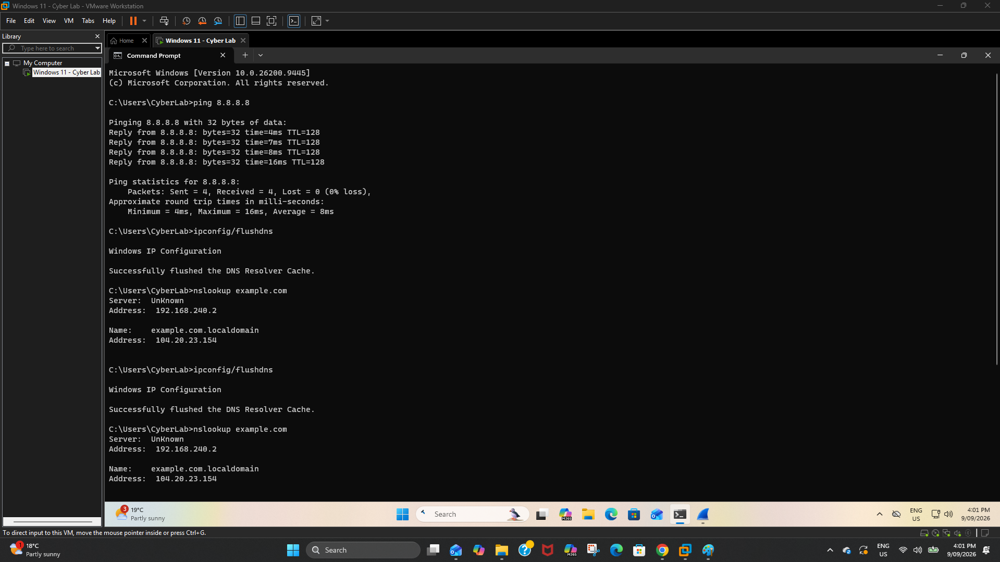 Windows 11 - Cyber Lab - VMware Workstation
File Edit View VM Tabs Help
Library
Home
Windows 11 - Cyber Lab
Type here to search
Command Prompt
My Computer
Windows 11 - Cyber Lab
Microsoft Windows [Version 10.0.26200.9445]
(c) Microsoft Corporation. All rights reserved.
C:\Users\CyberLab>ping 8.8.8.8
Pinging 8.8.8.8 with 32 bytes of data:
Reply from 8.8.8.8: bytes=32 time=4ms TTL=128
Reply from 8.8.8.8: bytes=32 time=7ms TTL=128
Reply from 8.8.8.8: bytes=32 time=8ms TTL=128
Reply from 8.8.8.8: bytes=32 time=16ms TTL=128
Ping statistics for 8.8.8.8:
Packets: Sent = 4, Received = 4, Lost = 0 (0% loss),
Approximate round trip times in milli-seconds:
Minimum = 4ms, Maximum = 16ms, Average = 8ms
C:\Users\CyberLab>ipconfig/flushdns
Windows IP Configuration
Successfully flushed the DNS Resolver Cache.
C:\Users\CyberLab>nslookup example.com
Server:  UnKnown
Address:  192.168.240.2
Name:    example.com.localdomain
Address:  104.20.23.154
C:\Users\CyberLab>ipconfig/flushdns
Windows IP Configuration
Successfully flushed the DNS Resolver Cache.
C:\Users\CyberLab>nslookup example.com
Server:  UnKnown
Address:  192.168.240.2
Name:    example.com.localdomain
Address:  104.20.23.154
3
19°C
Partly sunny
Search
M365
ENG
US
4:01 PM
9/09/2026
To direct input to this VM, move the mouse pointer inside or press Ctrl+G.
1
18°C
Partly sunny
Search
M365
ENG
US
4:01 PM
9/09/2026